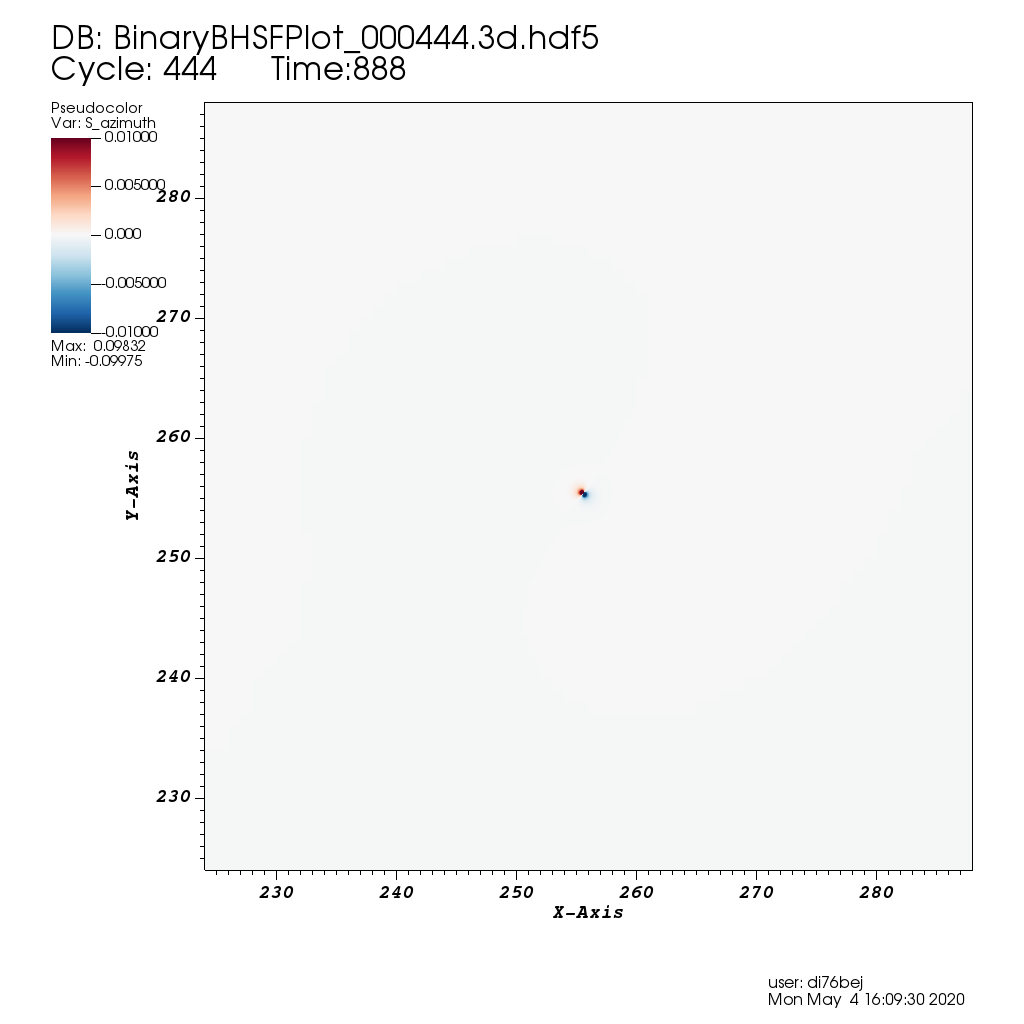 DB: BinaryBHSFPlot_000444.3d.hdf5
Cycle: 444 Time:888
Pseudocolor
Var: S_azimuth
0.01000
0.005000
0.000
-0.005000
-0.01000
Max: 0.09832
Min: -0.09975
280
270
260
250
240
230
Y-Axis
230 240 250 260 270 280
X-Axis
user: di76bej
Mon May 4 16:09:30 2020